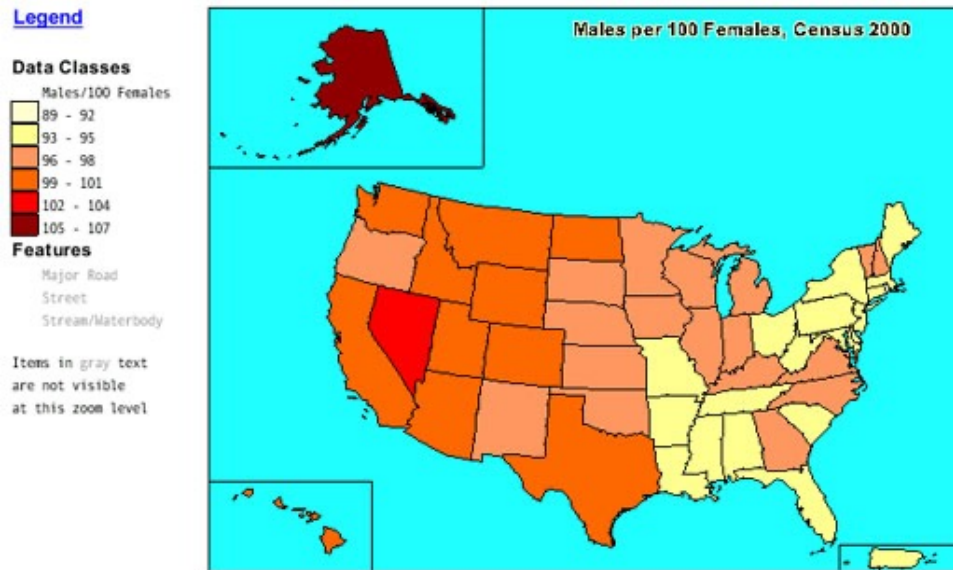 Legend
Males per 100 Females, Census 2000
Data Classes
Males/100 Females
89 - 92
93 - 95
96 - 98
99 - 101
102 - 104
105 - 107
Features
Major Road
Street
Stream/Waterbody
Items in gray text
are not visible
at this zoom level